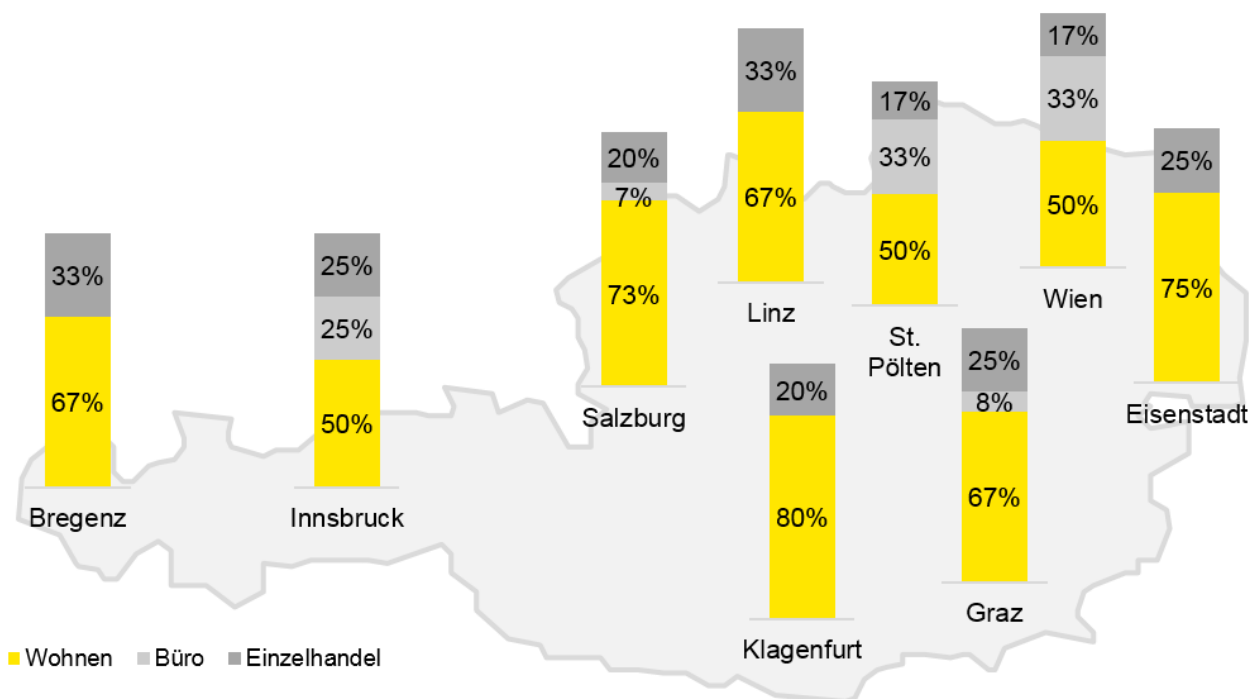 33%
67%
Bregenz
25%
25%
50%
Innsbruck
20%
7%
73%
Salzburg
33%
67%
Linz
17%
33%
50%
St.
Pölten
17%
33%
50%
Wien
25%
75%
Eisenstadt
20%
80%
Klagenfurt
25%
8%
67%
Graz
Wohnen Büro Einzelhandel